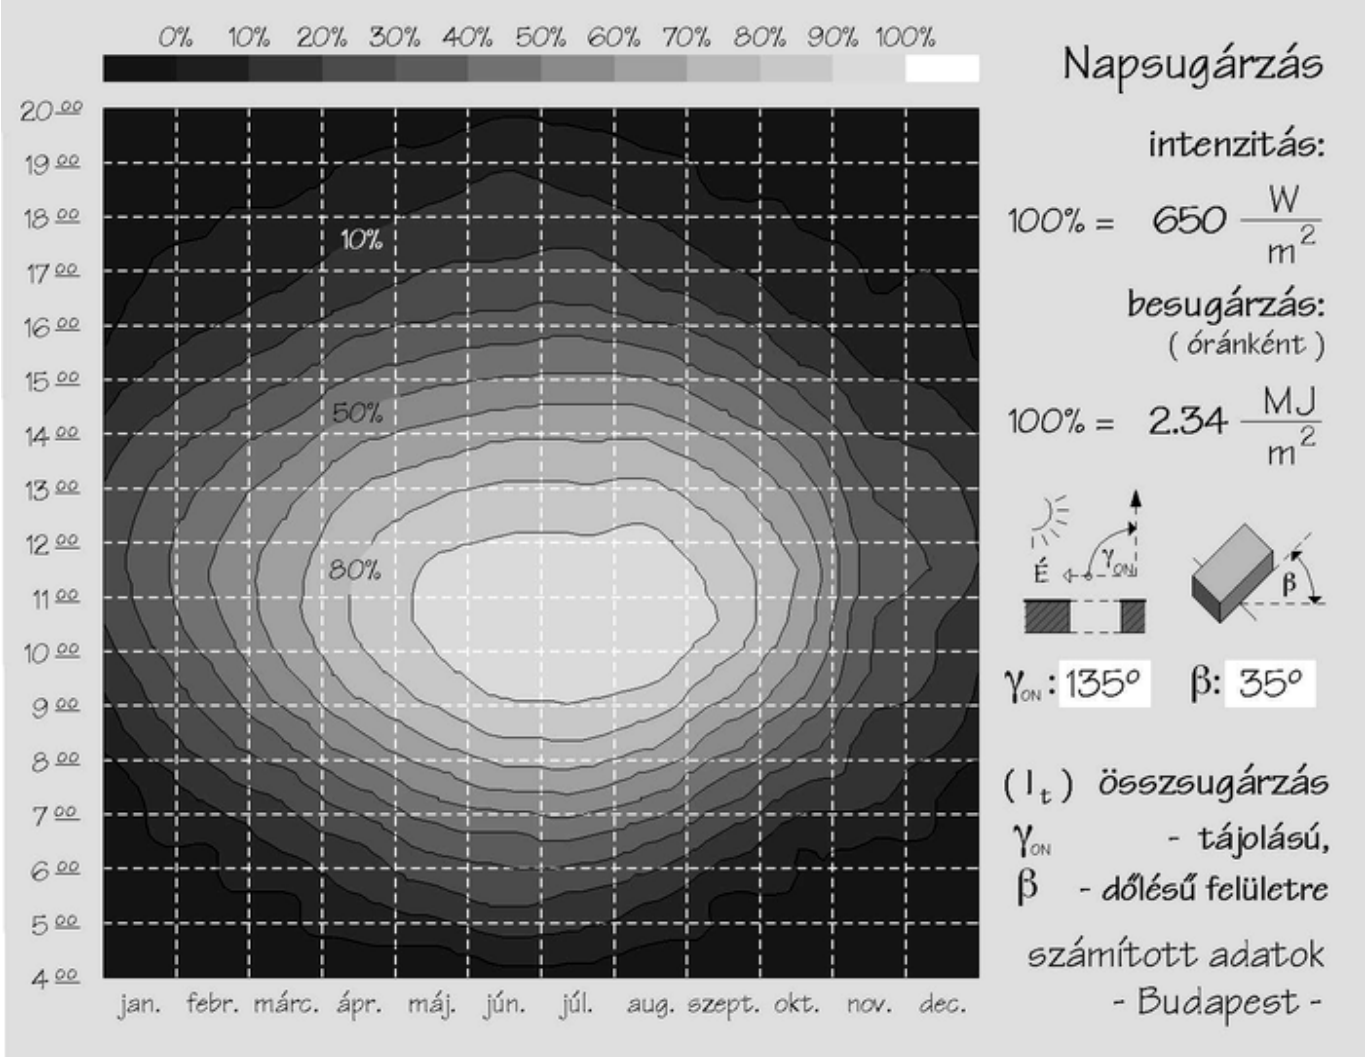 0% 10% 20% 30% 40% 50% 60% 70% 80% 90% 100%
20 00
19 00
18 00
17 00
16 00
15 00
14 00
13 00
12 00
11 00
10 00
9 00
8 00
7 00
6 00
5 00
4 00
10%
50%
80%
jan. febr. márc. ápr. máj. jún. júl. aug. szept. okt. nov. dec.
Napsugárzás
intenzitás:
100% = 650 W/m²
besugárzás:
( óránként )
100% = 2.34 MJ/m²
É γON
β
γON: 135° β: 35°
(It) összsugárzás
γON - tájolású,
β - dőlésű felületre
számított adatok
- Budapest -